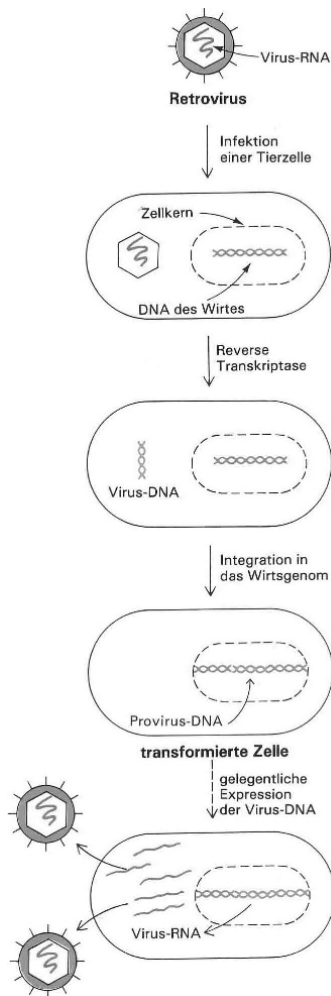 Virus-RNA
Retrovirus
Infektion
einer Tierzelle
Zellkern
DNA des Wirtes
Reverse
Transkriptase
Virus-DNA
Integration in
das Wirtsgenom
Provirus-DNA
transformierte Zelle
gelegentliche
Expression
der Virus-DNA
Virus-RNA